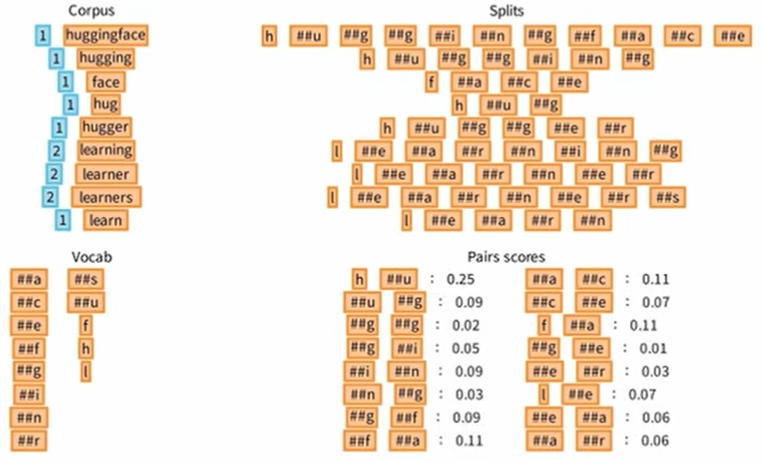 Corpus Splits
1 huggingface h ##u ##g ##g ##i ##n ##g ##f ##a ##c ##e
1 hugging h ##u ##g ##g ##i ##n ##g
1 face f ##a ##c ##e
1 hug h ##u ##g
1 hugger h ##u ##g ##g ##e ##r
2 learning l ##e ##a ##r ##n ##i ##n ##g
2 learner l ##e ##a ##r ##n ##e ##r
2 learners l ##e ##a ##r ##n ##e ##r ##s
1 learn l ##e ##a ##r ##n
Vocab Pairs scores
##a ##s h ##u : 0.25 ##a ##c : 0.11
##c ##u ##u ##g : 0.09 ##c ##e : 0.07
##e f ##g ##g : 0.02 f ##a : 0.11
##f h ##g ##i : 0.05 ##g ##e : 0.01
##g l ##i ##n : 0.09 ##e ##r : 0.03
##i ##n ##g : 0.03 l ##e : 0.07
##n ##g ##f : 0.09 ##e ##a : 0.06
##r ##f ##a : 0.11 ##a ##r : 0.06